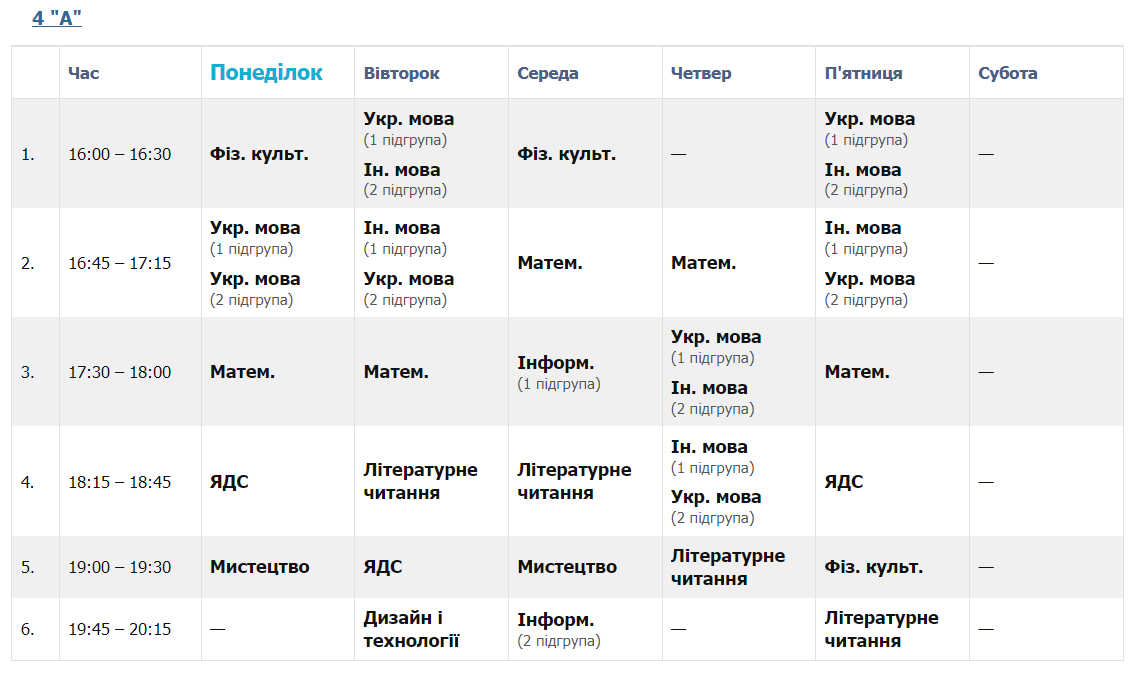 4 "А"
Час Понеділок Вівторок Середа Четвер П'ятниця Субота
1. 16:00 – 16:30 Фіз. культ. Укр. мова (1 підгрупа) Ін. мова (2 підгрупа) Фіз. культ. — Укр. мова (1 підгрупа) Ін. мова (2 підгрупа) —
2. 16:45 – 17:15 Укр. мова (1 підгрупа) Укр. мова (2 підгрупа) Ін. мова (1 підгрупа) Укр. мова (2 підгрупа) Матем. Матем. Ін. мова (1 підгрупа) Укр. мова (2 підгрупа) —
3. 17:30 – 18:00 Матем. Матем. Інформ. (1 підгрупа) Укр. мова (1 підгрупа) Ін. мова (2 підгрупа) Матем. —
4. 18:15 – 18:45 ЯДС Літературне читання Літературне читання Ін. мова (1 підгрупа) Укр. мова (2 підгрупа) ЯДС —
5. 19:00 – 19:30 Мистецтво ЯДС Мистецтво Літературне читання Фіз. культ. —
6. 19:45 – 20:15 — Дизайн і технології Інформ. (2 підгрупа) — Літературне читання —